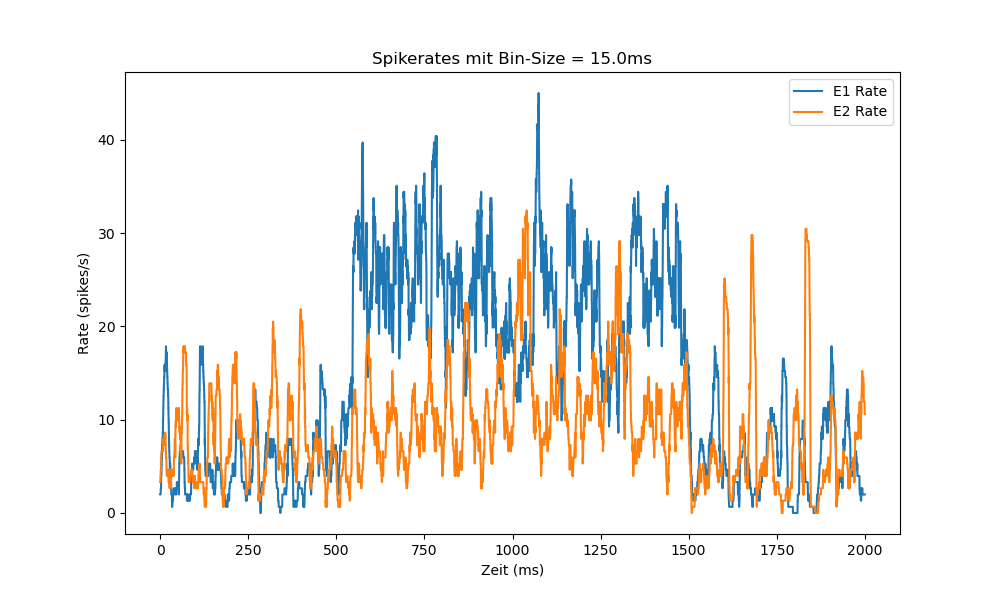 Spikerates mit Bin-Size = 15.0ms
E1 Rate
E2 Rate
Rate (spikes/s)
40
30
20
10
0
0 250 500 750 1000 1250 1500 1750 2000
Zeit (ms)